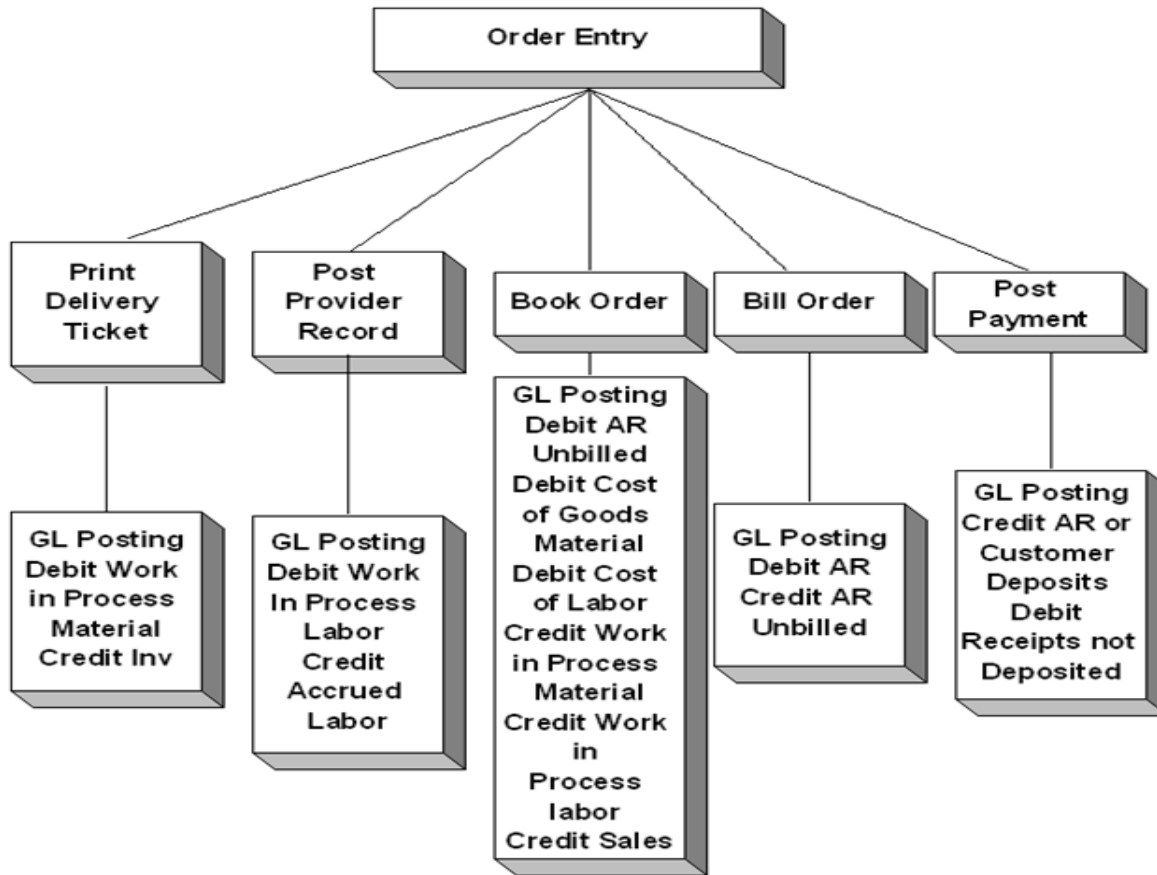 Order Entry
Print
Delivery
Ticket
Post
Provider
Record
Book Order
Bill Order
Post
Payment
GL Posting
Debit Work
in Process
Material
Credit Inv
GL Posting
Debit Work
In Process
Labor
Credit
Accrued
Labor
GL Posting
Debit AR
Unbilled
Debit Cost
of Goods
Material
Debit Cost
of Labor
Credit Work
in Process
Material
Credit Work
in
Process
labor
Credit Sales
GL Posting
Debit AR
Credit AR
Unbilled
GL Posting
Credit AR or
Customer
Deposits
Debit
Receipts not
Deposited